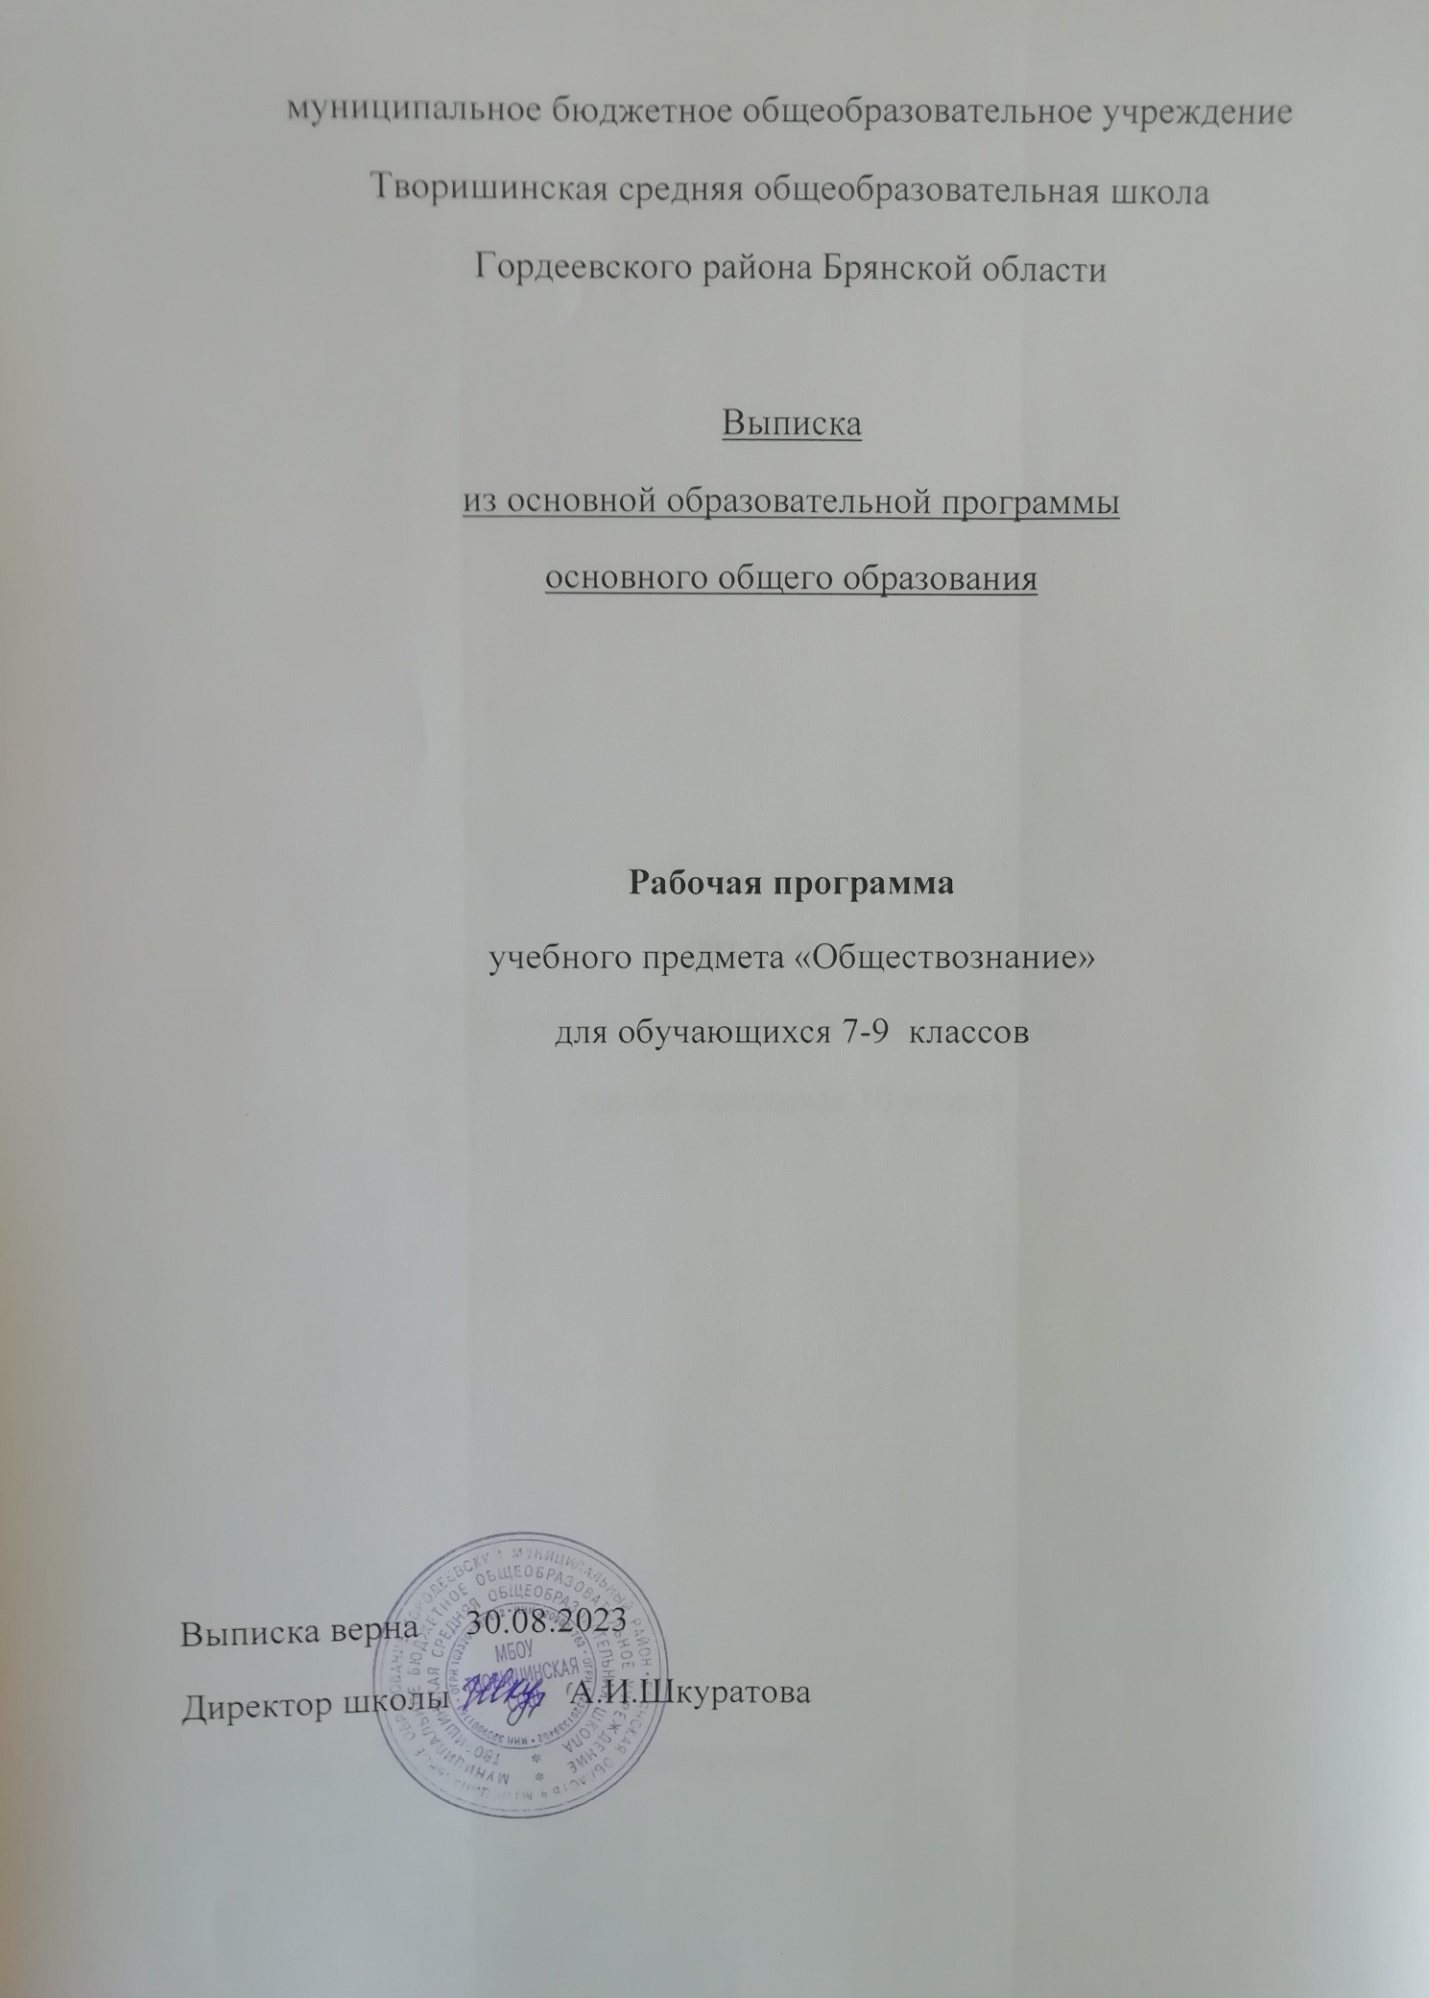 муниципальное бюджетное общеобразовательное учреждение
Творишинская средняя общеобразовательная школа
Гордеевского района Брянской области
Выписка
из основной образовательной программы
основного общего образования
Рабочая программа
учебного предмета «Обществознание»
для обучающихся 7-9 классов
Выписка верна 30.08.2023
Директор школы А.И.Шкуратова
МБОУ